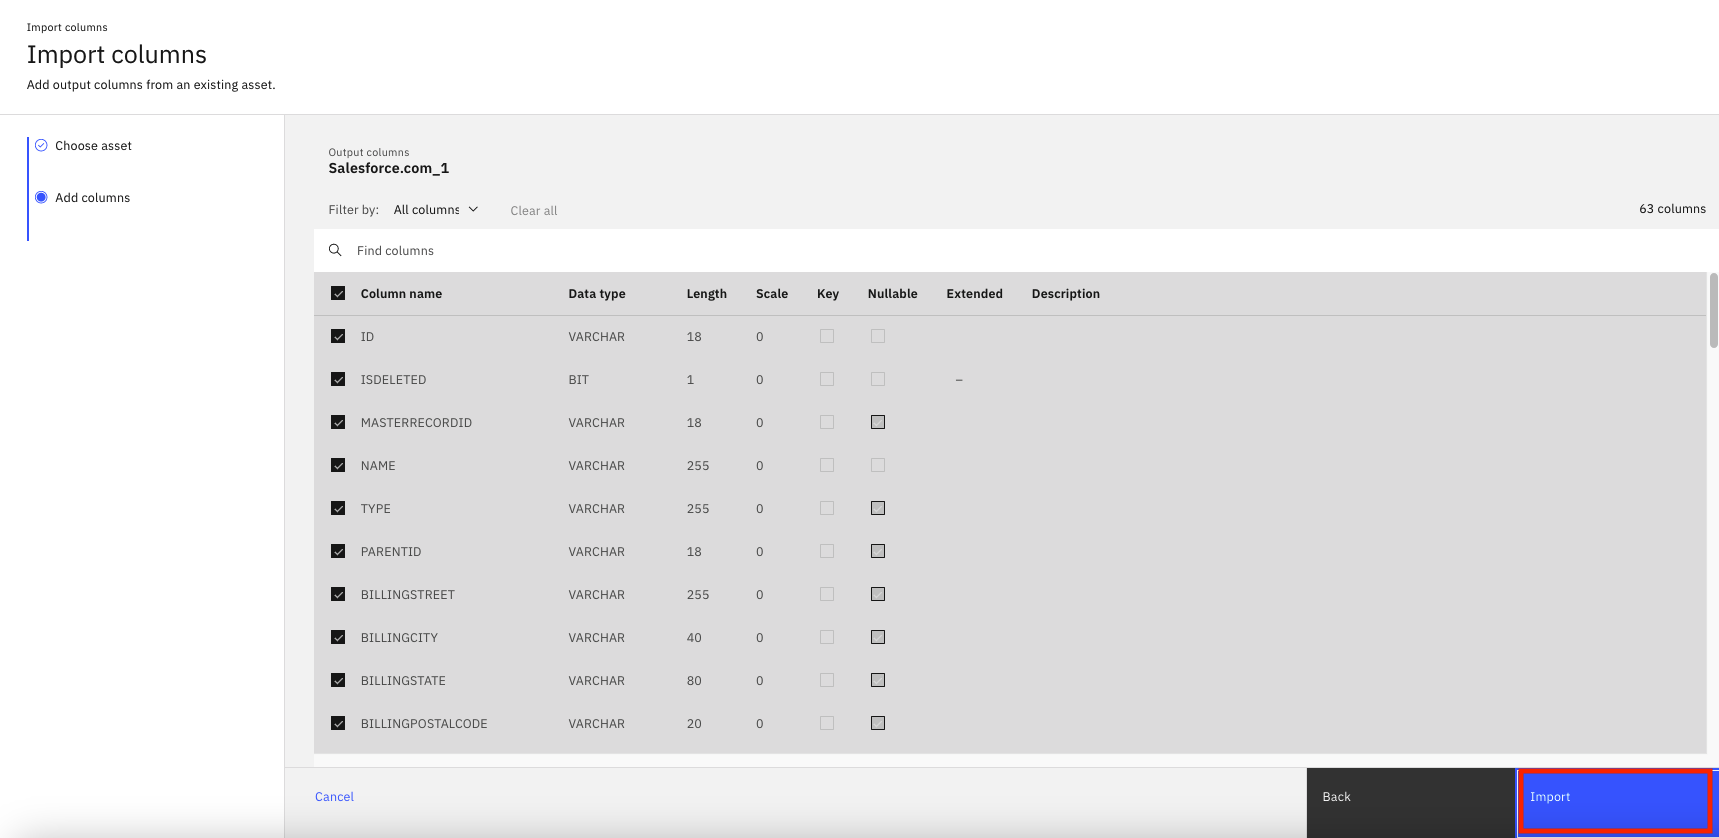 Import columns
Import columns
Add output columns from an existing asset.
Choose asset
Add columns
Output columns
Salesforce.com_1
Filter by: All columns Clear all 63 columns
Find columns
Column name Data type Length Scale Key Nullable Extended Description
ID VARCHAR 18 0
ISDELETED BIT 1 0 –
MASTERRECORDID VARCHAR 18 0
NAME VARCHAR 255 0
TYPE VARCHAR 255 0
PARENTID VARCHAR 18 0
BILLINGSTREET VARCHAR 255 0
BILLINGCITY VARCHAR 40 0
BILLINGSTATE VARCHAR 80 0
BILLINGPOSTALCODE VARCHAR 20 0
Cancel Back Import